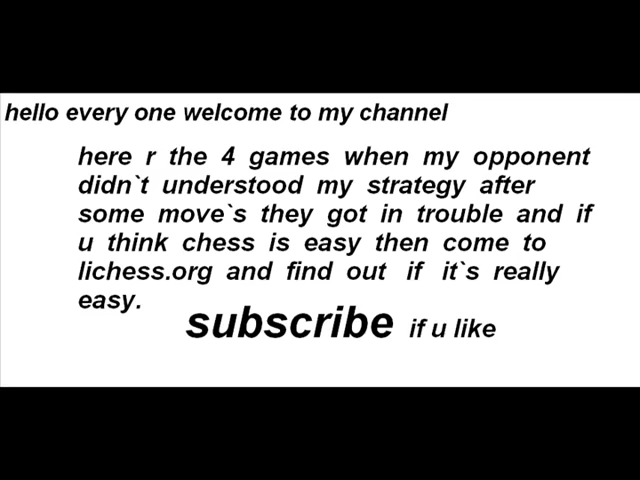 hello every one welcome to my channel
here r the 4 games when my opponent
didn`t understood my strategy after
some move`s they got in trouble and if
u think chess is easy then come to
lichess.org and find out if it`s really
easy.
subscribe if u like